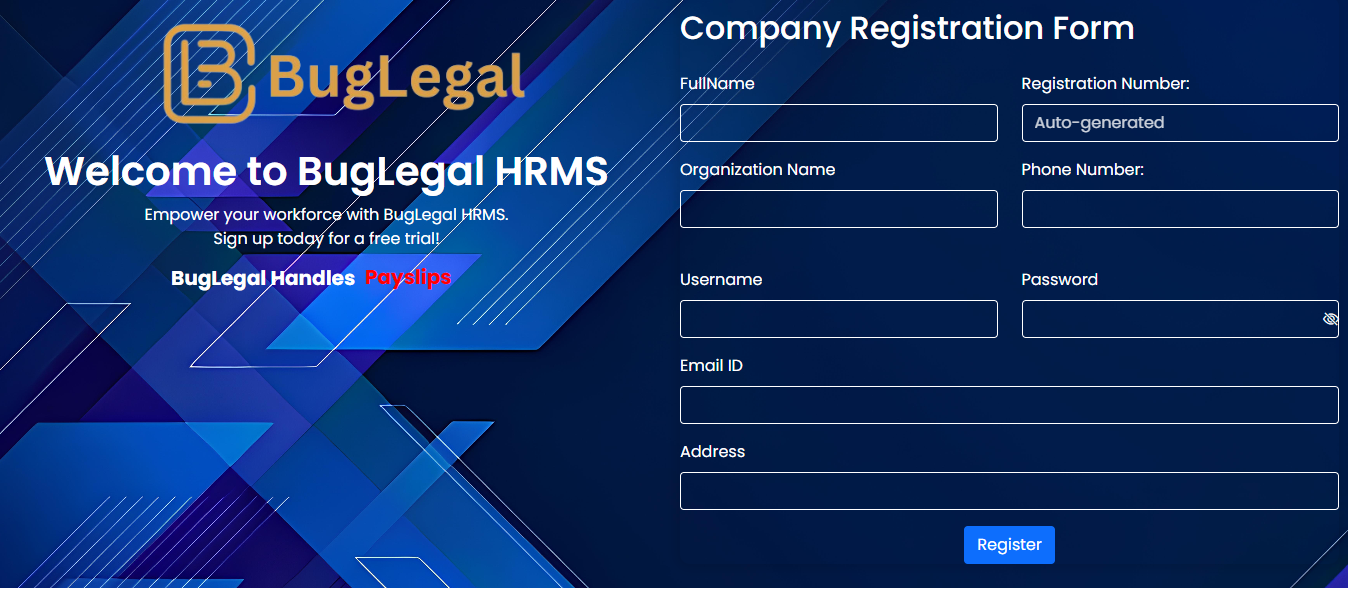 BugLegal
Welcome to BugLegal HRMS
Empower your workforce with BugLegal HRMS.
Sign up today for a free trial!
BugLegal Handles Payslips
Company Registration Form
FullName
Registration Number:
Auto-generated
Organization Name
Phone Number:
Username
Password
Email ID
Address
Register